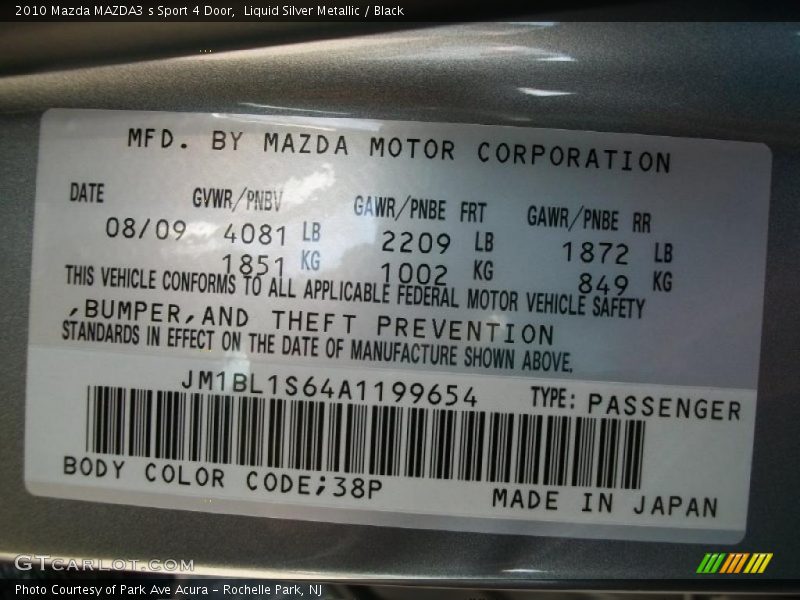 2010 Mazda MAZDA3 s Sport 4 Door,  Liquid Silver Metallic / Black
MFD. BY MAZDA MOTOR CORPORATION
DATE GVWR/PNBV GAWR/PNBE FRT GAWR/PNBE RR
08/09 4081 LB 2209 LB 1872 LB
1851 KG 1002 KG 849 KG
THIS VEHICLE CONFORMS TO ALL APPLICABLE FEDERAL MOTOR VEHICLE SAFETY
,BUMPER,AND THEFT PREVENTION
STANDARDS IN EFFECT ON THE DATE OF MANUFACTURE SHOWN ABOVE.
JM1BL1S64A1199654 TYPE: PASSENGER
BODY COLOR CODE;38P MADE IN JAPAN
GTCARLOT.COM
Photo Courtesy of Park Ave Acura - Rochelle Park, NJ